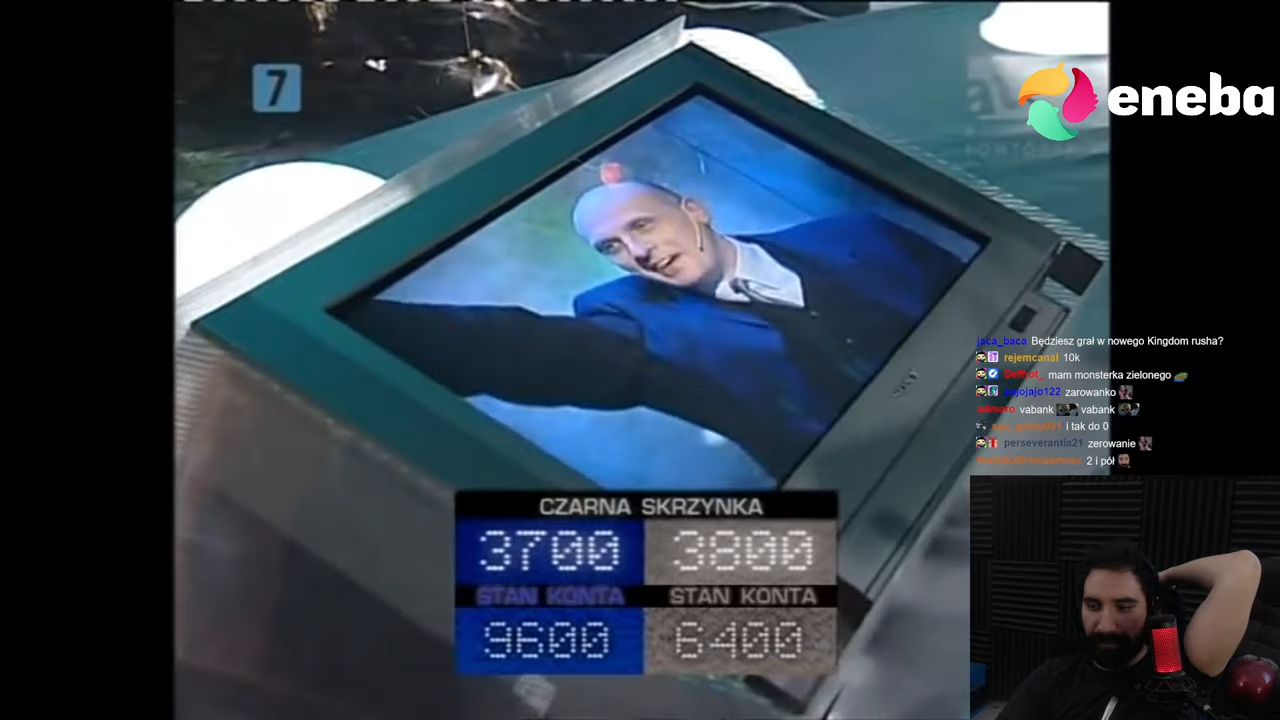 7
eneba
jaca_baca Będziesz grał w nowego Kingdom rusha?
rejemcanal 10k
mam monsterka zielonego
zarowanko
vabank vabank
i tak do 0
perseverantia21 zerowanie
2 i pół
CZARNA SKRZYNKA
3700 3800
STAN KONTA STAN KONTA
9600 6400